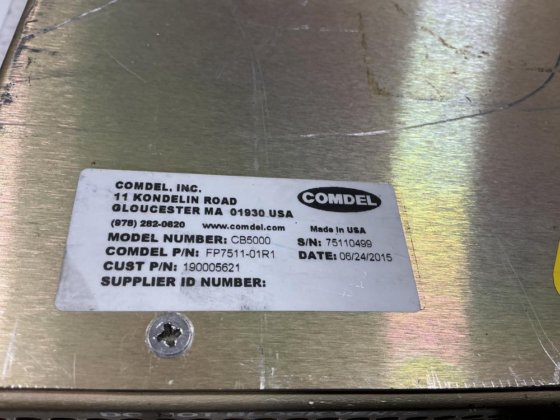 COMDEL, INC.
11 KONDELIN ROAD
GLOUCESTER MA 01930 USA
(978) 282-0620 www.comdel.com
COMDEL
Made in USA
MODEL NUMBER: CB5000 S/N: 75110499
COMDEL P/N: FP7511-01R1 DATE: 06/24/2015
CUST P/N: 190005621
SUPPLIER ID NUMBER: